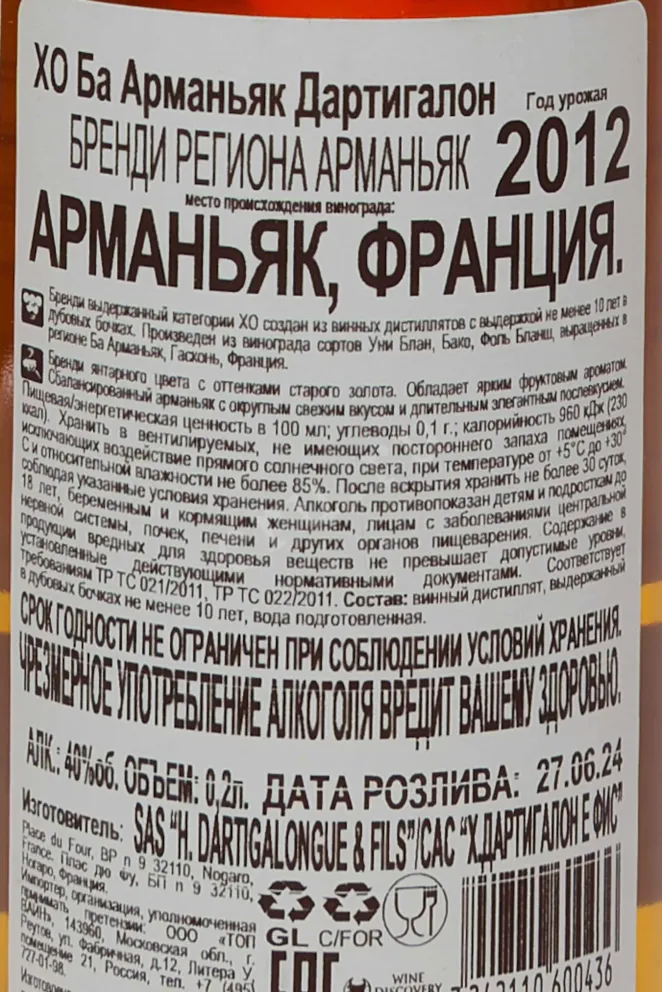 ХО Ба Арманьяк Дартигалон
Год урожая
БРЕНДИ РЕГИОНА АРМАНЬЯК
2012
место происхождения винограда:
АРМАНЬЯК, ФРАНЦИЯ.
Бренди выдержанный категории ХО создан из винных дистиллятов с выдержкой не менее 10 лет в
дубовых бочках. Произведен из винограда сортов Уни Блан, Бако, Фоль Бланш, выращенных в
регионе Ба Арманьяк, Гасконь, Франция.
Бренди янтарного цвета с оттенками старого золота. Обладает ярким фруктовым ароматом.
Сбалансированный арманьяк с округлым свежим вкусом и длительным элегантным послевкусием.
Пищевая/энергетическая ценность в 100 мл; углеводы 0,1 г.; калорийность 960 кДж (230
ккал). Хранить в вентилируемых, не имеющих постороннего запаха помещениях,
исключающих воздействие прямого солнечного света, при температуре от +5°С до +30°
С и относительной влажности не более 85%. После вскрытия хранить не более 30 суток,
соблюдая указанные условия хранения. Алкоголь противопоказан детям и подросткам до
18 лет, беременным и кормящим женщинам, лицам с заболеваниями центральной
нервной системы, почек, печени и других органов пищеварения. Содержание в
продукции вредных для здоровья веществ не превышает допустимые уровни,
установленные действующими нормативными документами. Соответствует
требованиям ТР ТС 021/2011, ТР ТС 022/2011. Состав: винный дистиллят, выдержанный
в дубовых бочках не менее 10 лет, вода подготовленная.
СРОК ГОДНОСТИ НЕ ОГРАНИЧЕН ПРИ СОБЛЮДЕНИИ УСЛОВИЙ ХРАНЕНИЯ.
ЧРЕЗМЕРНОЕ УПОТРЕБЛЕНИЕ АЛКОГОЛЯ ВРЕДИТ ВАШЕМУ ЗДОРОВЬЮ.
АЛК.: 40%об. ОБЪЕМ: 0,2л. ДАТА РОЗЛИВА: 27.06.24
Изготовитель: SAS “H. DARTIGALONGUE & FILS”/САС “Х.ДАРТИГАЛОН Е ФИС”
Place du Four, BP n 9 32110, Nogaro,
France. Плас дю Фу, БП n 9 32110,
Ногаро, Франция.
Импортер, организация, уполномоченная
принимать претензии: ООО «ТОП
ВАЙН», 143960, Московская обл., г.
Реутов, ул. Фабричная, д.12, Литера У,
помещение 21, Россия, тел. +7 (495)
727-01-98.
GL C/FOR
EAC
WINE
DISCOVERY